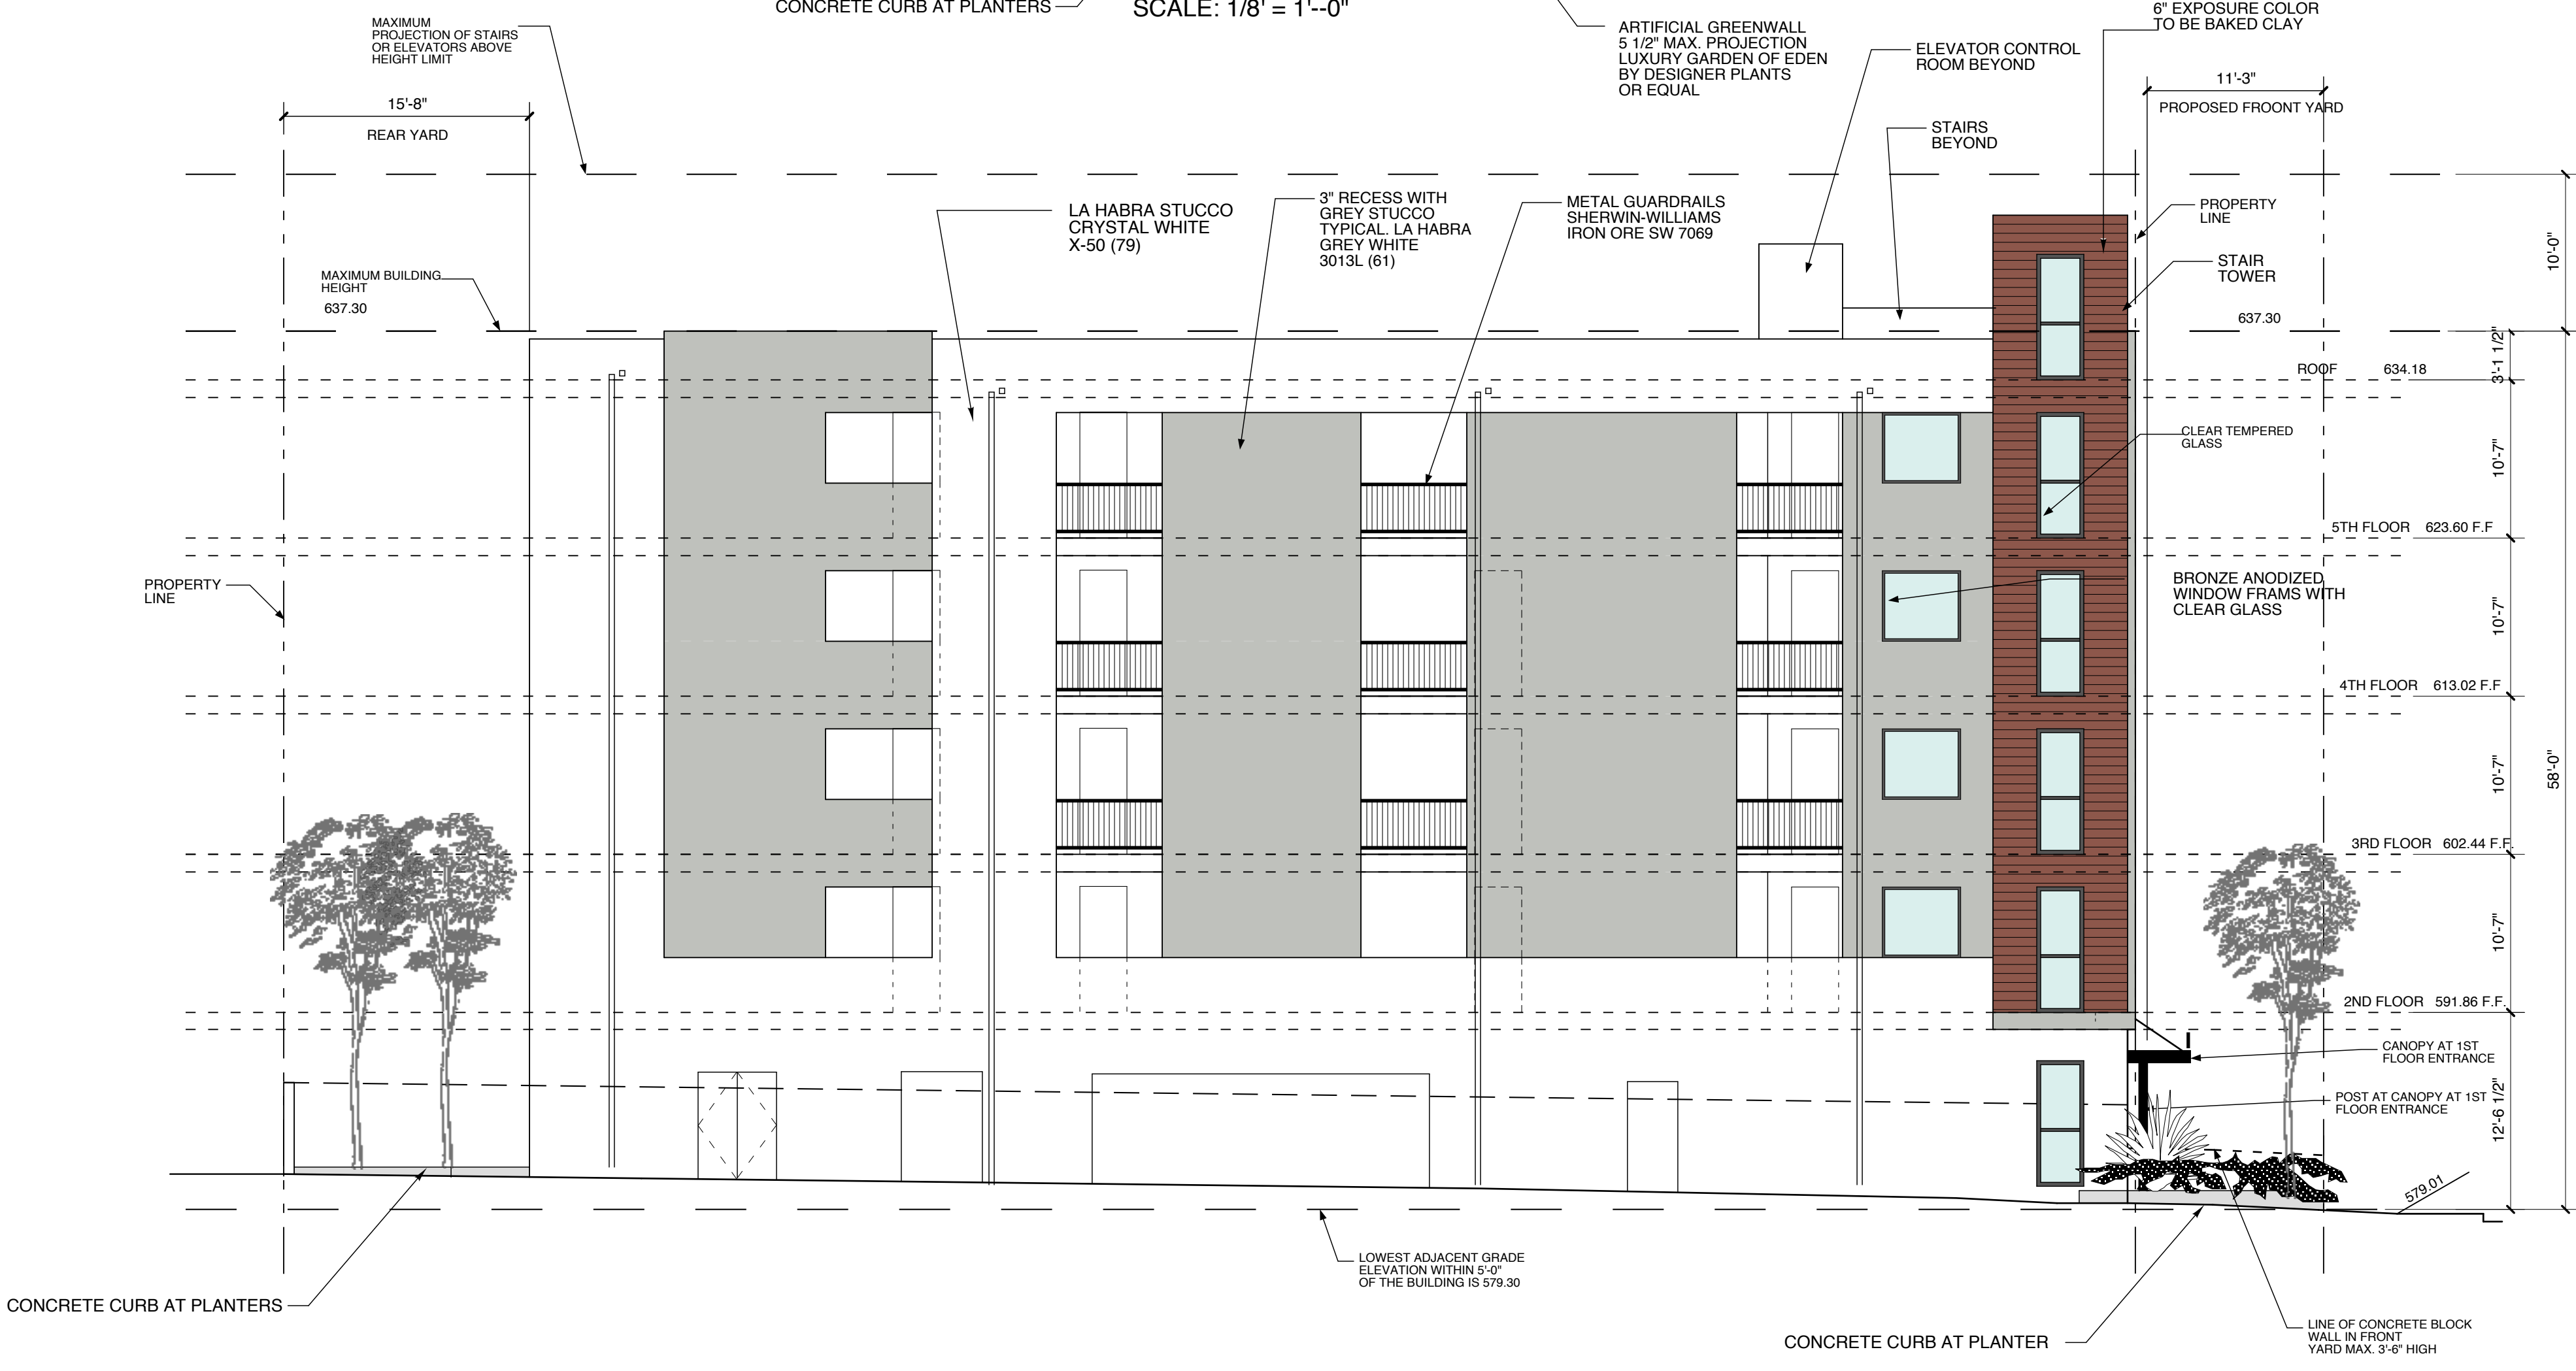 CONCRETE CURB AT PLANTERS
SCALE: 1/8' = 1'--0"
MAXIMUM
PROJECTION OF STAIRS
OR ELEVATORS ABOVE
HEIGHT LIMIT
ARTIFICIAL GREENWALL
5 1/2" MAX. PROJECTION
LUXURY GARDEN OF EDEN
BY DESIGNER PLANTS
OR EQUAL
ELEVATOR CONTROL
ROOM BEYOND
6" EXPOSURE COLOR
TO BE BAKED CLAY
15'-8"
REAR YARD
11'-3"
PROPOSED FROONT YARD
STAIRS
BEYOND
LA HABRA STUCCO
CRYSTAL WHITE
X-50 (79)
3" RECESS WITH
GREY STUCCO
TYPICAL. LA HABRA
GREY WHITE
3013L (61)
METAL GUARDRAILS
SHERWIN-WILLIAMS
IRON ORE SW 7069
PROPERTY
LINE
STAIR
TOWER
10'-0"
MAXIMUM BUILDING
HEIGHT
637.30
637.30
3'-1 1/2"
ROOF 634.18
CLEAR TEMPERED
GLASS
10'-7"
5TH FLOOR 623.60 F.F
PROPERTY
LINE
BRONZE ANODIZED
WINDOW FRAMS WITH
CLEAR GLASS
10'-7"
4TH FLOOR 613.02 F.F
10'-7"
58'-0"
3RD FLOOR 602.44 F.F.
10'-7"
2ND FLOOR 591.86 F.F.
CANOPY AT 1ST
FLOOR ENTRANCE
POST AT CANOPY AT 1ST
FLOOR ENTRANCE
12'-6 1/2"
579.01
LOWEST ADJACENT GRADE
ELEVATION WITHIN 5'-0"
OF THE BUILDING IS 579.30
CONCRETE CURB AT PLANTERS
CONCRETE CURB AT PLANTER
LINE OF CONCRETE BLOCK
WALL IN FRONT
YARD MAX. 3'-6" HIGH